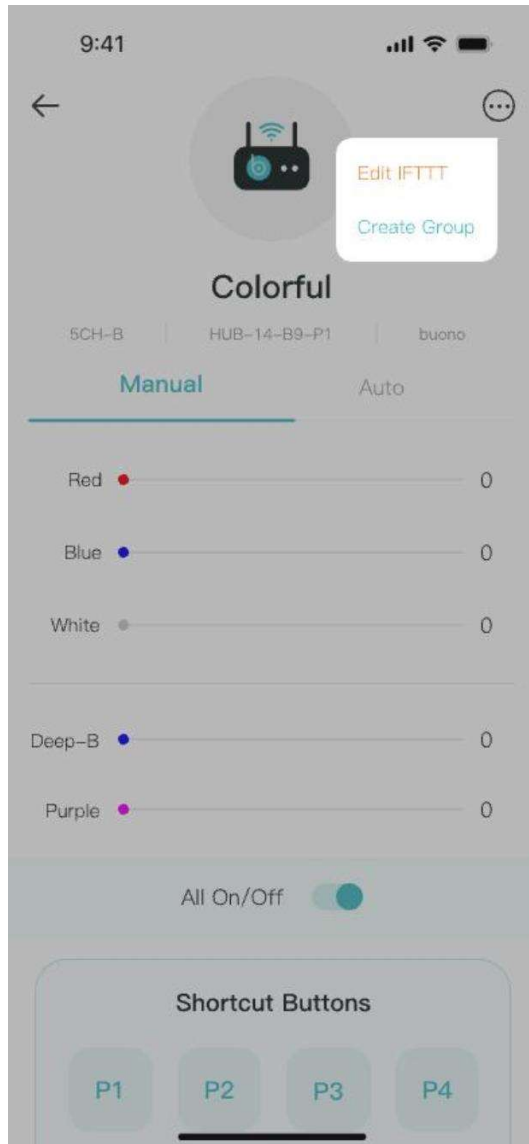 9:41
Edit IFTTT
Create Group
Colorful
5CH-B HUB-14-B9-P1 buono
Manual Auto
Red 0
Blue 0
White 0
Deep-B 0
Purple 0
All On/Off
Shortcut Buttons
P1 P2 P3 P4